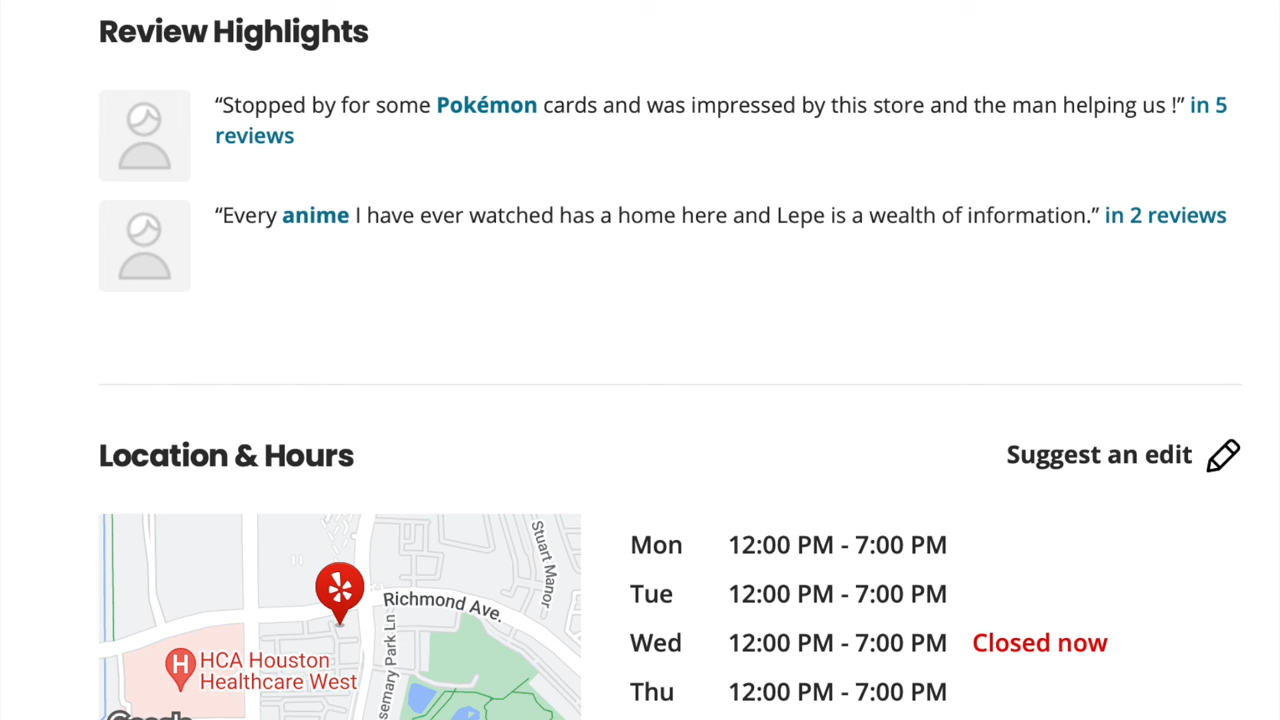 Review Highlights
“Stopped by for some Pokémon cards and was impressed by this store and the man helping us !” in 5
reviews
“Every anime I have ever watched has a home here and Lepe is a wealth of information.” in 2 reviews
Location & Hours
Suggest an edit
Stuart Manor
Richmond Ave.
semary Park Ln
H
HCA Houston
Healthcare West
Google
Mon 12:00 PM - 7:00 PM
Tue 12:00 PM - 7:00 PM
Wed 12:00 PM - 7:00 PM Closed now
Thu 12:00 PM - 7:00 PM